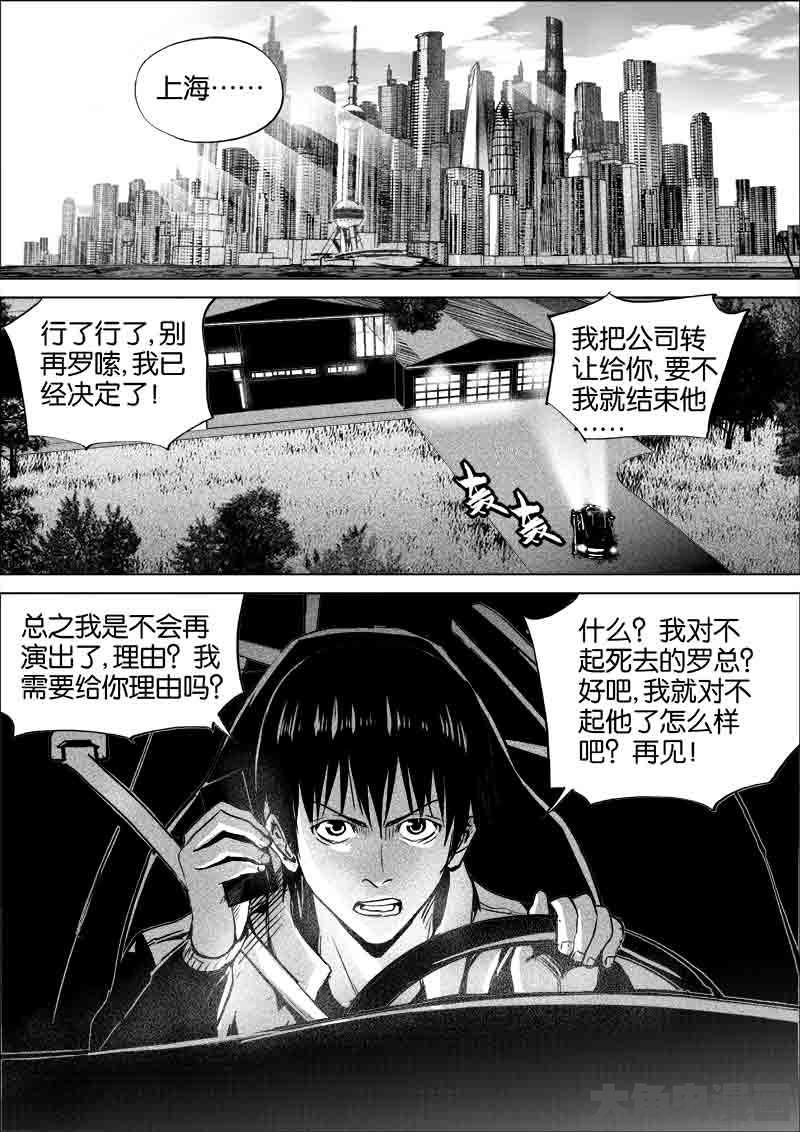 上海……
行了行了，别
再罗嗦，我已
经决定了！
我把公司转
让给你，要不
我就结束他
……
总之我是不会再
演出了，理由？我
需要给你理由吗？
什么？我对不
起死去的罗总？
好吧，我就对不
起他了怎么样
吧？再见！